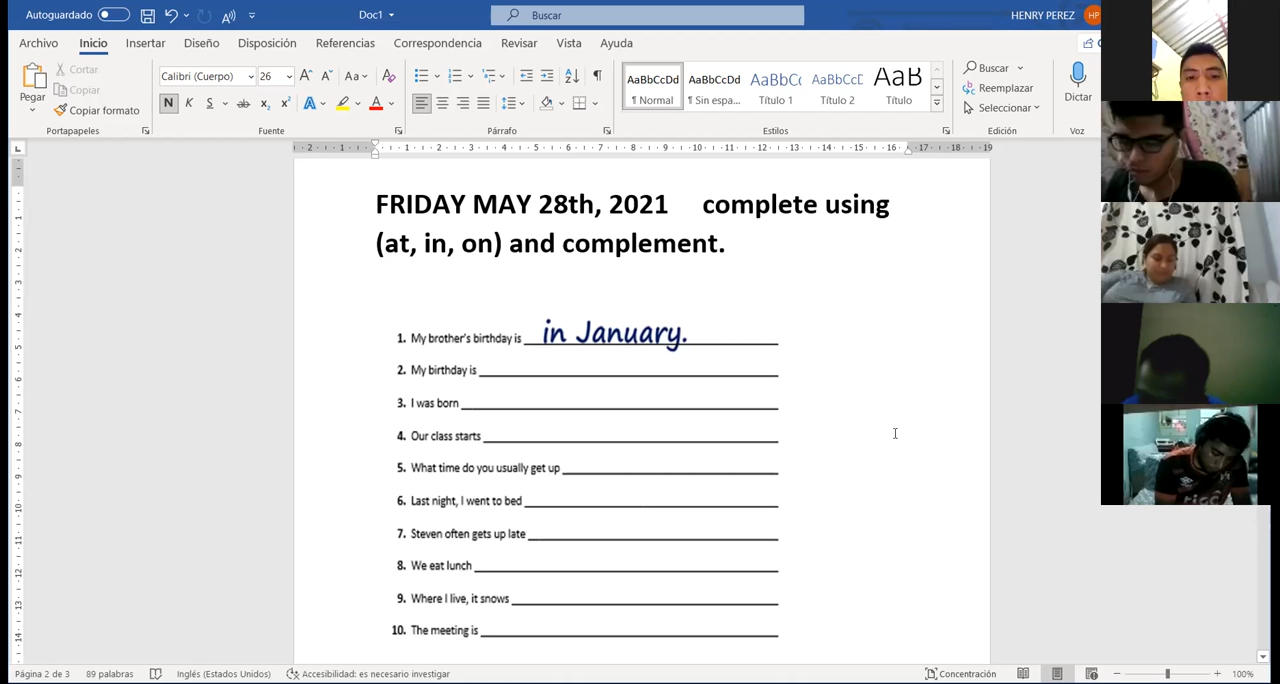 Autoguardado
Doc1
Buscar
HENRY PEREZ
HP
Archivo Inicio Insertar Diseño Disposición Referencias Correspondencia Revisar Vista Ayuda
Pegar
Cortar
Copiar
Copiar formato
Portapapeles
Calibri (Cuerpo) 26
N K S
Fuente
Párrafo
AaBbCcDd
¶ Normal
AaBbCcDd
¶ Sin espa...
AaBbCc
Título 1
AaBbCcD
Título 2
AaB
Título
Estilos
Buscar
Reemplazar
Seleccionar
Edición
Dictar
Voz
FRIDAY MAY 28th, 2021 complete using
(at, in, on) and complement.
1. My brother's birthday is in January.
2. My birthday is
3. I was born
4. Our class starts
5. What time do you usually get up
6. Last night, I went to bed
7. Steven often gets up late
8. We eat lunch
9. Where I live, it snows
10. The meeting is
Página 2 de 3 89 palabras Inglés (Estados Unidos) Accesibilidad: es necesario investigar Concentración 100%